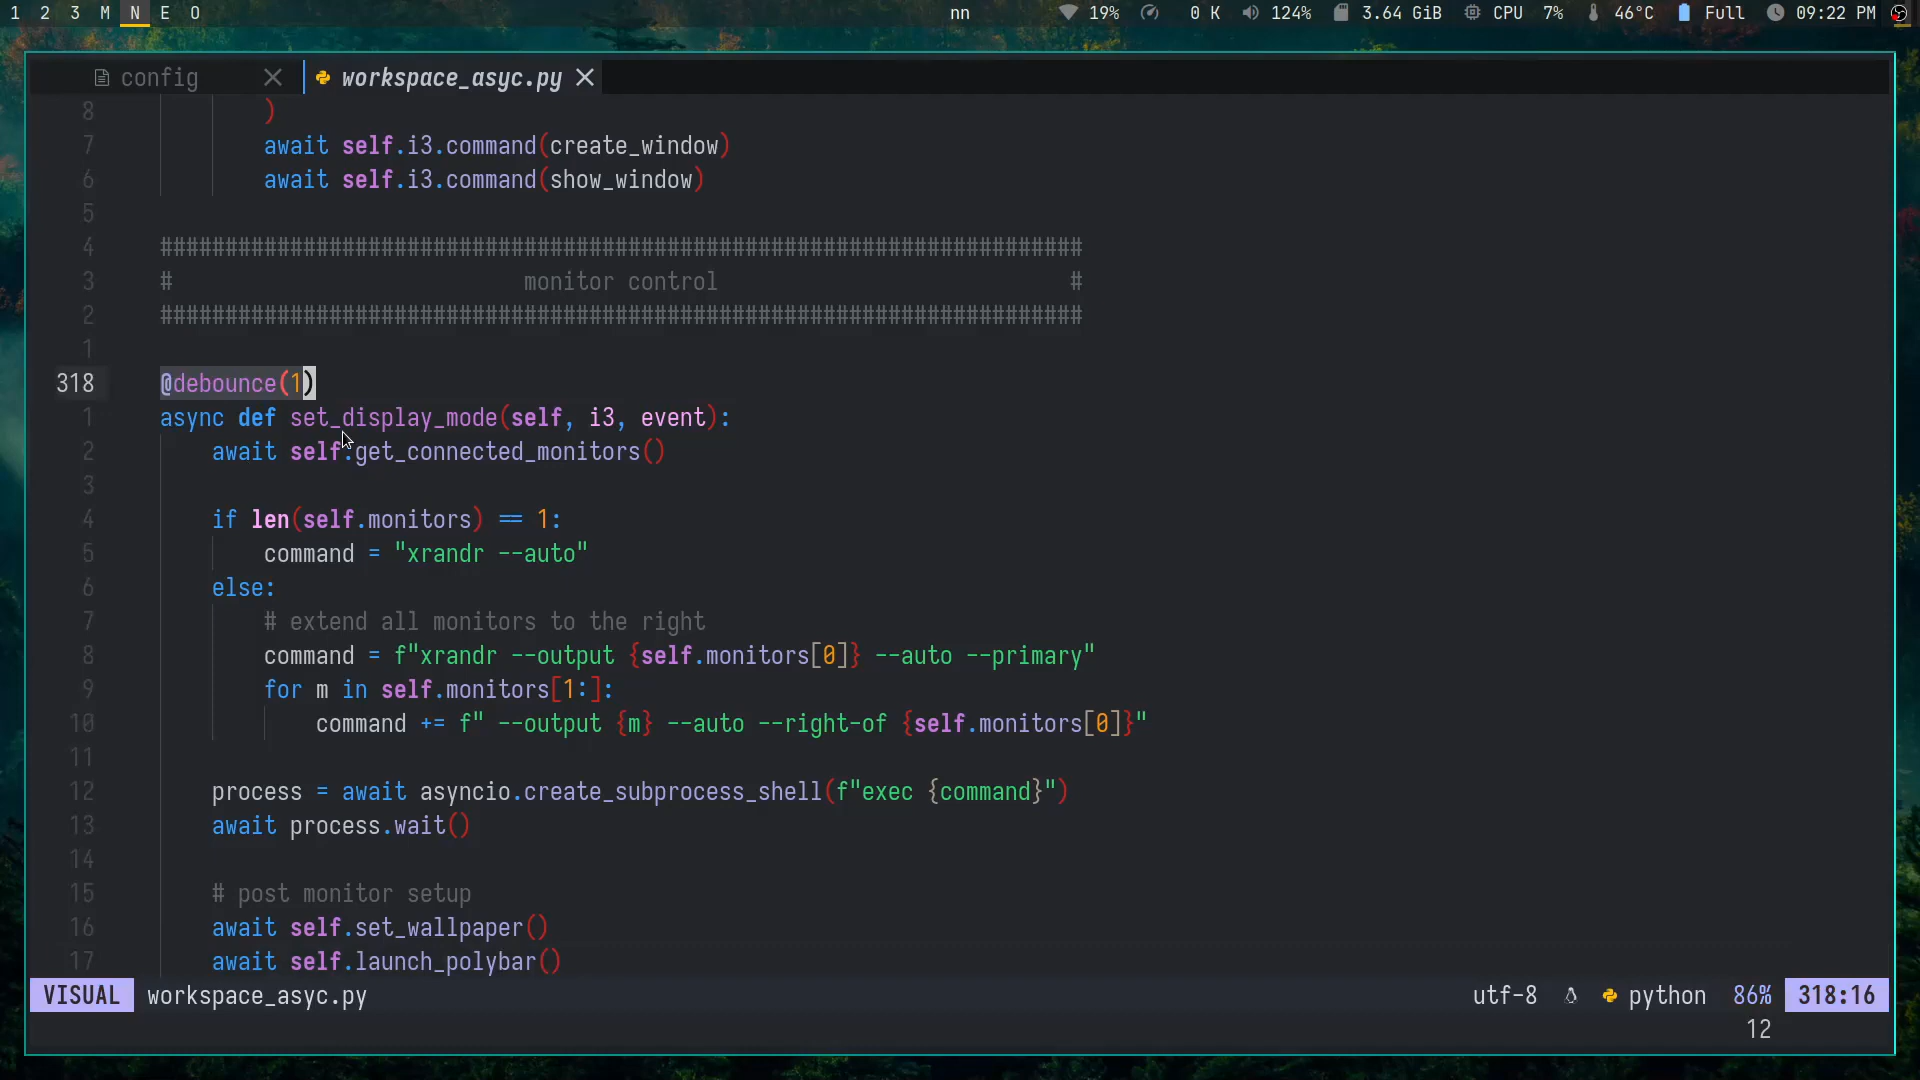 1 2 3 M N E O nn 19% 0 K 124% 3.64 GiB CPU 7% 46°C Full 09:22 PM
config workspace_asyc.py
8 )
7 await self.i3.command(create_window)
6 await self.i3.command(show_window)
5
4 #######################################################################
3 # monitor control #
2 #######################################################################
1
318 @debounce(1)
1 async def set_display_mode(self, i3, event):
2 await self.get_connected_monitors()
3
4 if len(self.monitors) == 1:
5 command = "xrandr --auto"
6 else:
7 # extend all monitors to the right
8 command = f"xrandr --output {self.monitors[0]} --auto --primary"
9 for m in self.monitors[1:]:
10 command += f" --output {m} --auto --right-of {self.monitors[0]}"
11
12 process = await asyncio.create_subprocess_shell(f"exec {command}")
13 await process.wait()
14
15 # post monitor setup
16 await self.set_wallpaper()
17 await self.launch_polybar()
VISUAL workspace_asyc.py utf-8 python 86% 318:16
12